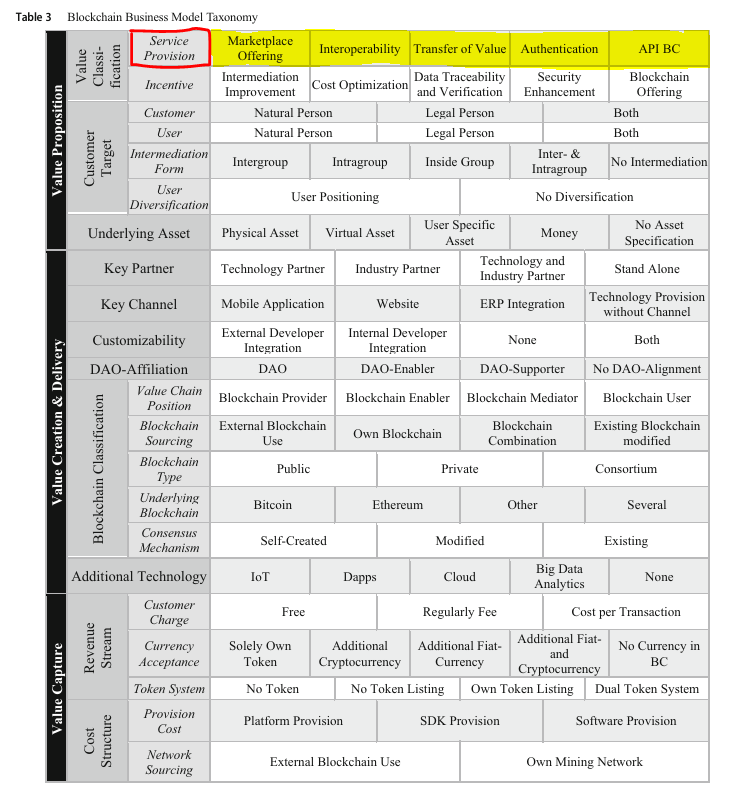 Table 3 Blockchain Business Model Taxonomy
Value Proposition
Value Classi-fication
Service Provision
Marketplace Offering
Interoperability
Transfer of Value
Authentication
API BC
Incentive
Intermediation Improvement
Cost Optimization
Data Traceability and Verification
Security Enhancement
Blockchain Offering
Customer Target
Customer
Natural Person
Legal Person
Both
User
Natural Person
Legal Person
Both
Intermediation Form
Intergroup
Intragroup
Inside Group
Inter- & Intragroup
No Intermediation
User Diversification
User Positioning
No Diversification
Underlying Asset
Physical Asset
Virtual Asset
User Specific Asset
Money
No Asset Specification
Value Creation & Delivery
Key Partner
Technology Partner
Industry Partner
Technology and Industry Partner
Stand Alone
Key Channel
Mobile Application
Website
ERP Integration
Technology Provision without Channel
Customizability
External Developer Integration
Internal Developer Integration
None
Both
DAO-Affiliation
DAO
DAO-Enabler
DAO-Supporter
No DAO-Alignment
Blockchain Classification
Value Chain Position
Blockchain Provider
Blockchain Enabler
Blockchain Mediator
Blockchain User
Blockchain Sourcing
External Blockchain Use
Own Blockchain
Blockchain Combination
Existing Blockchain modified
Blockchain Type
Public
Private
Consortium
Underlying Blockchain
Bitcoin
Ethereum
Other
Several
Consensus Mechanism
Self-Created
Modified
Existing
Additional Technology
IoT
Dapps
Cloud
Big Data Analytics
None
Value Capture
Revenue Stream
Customer Charge
Free
Regularly Fee
Cost per Transaction
Currency Acceptance
Solely Own Token
Additional Cryptocurrency
Additional Fiat-Currency
Additional Fiat- and Cryptocurrency
No Currency in BC
Token System
No Token
No Token Listing
Own Token Listing
Dual Token System
Cost Structure
Provision Cost
Platform Provision
SDK Provision
Software Provision
Network Sourcing
External Blockchain Use
Own Mining Network